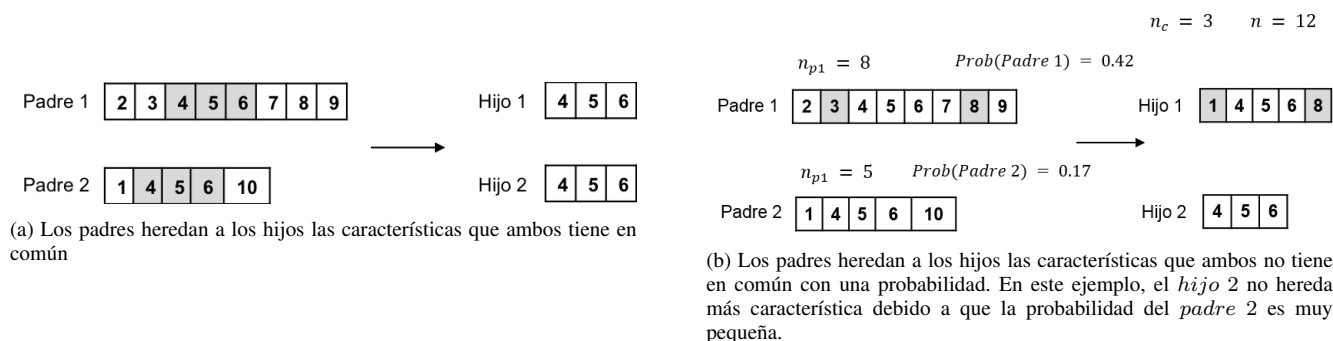 Padre 1 2 3 4 5 6 7 8 9 Hijo 1 4 5 6
Padre 2 1 4 5 6 10 Hijo 2 4 5 6
(a) Los padres heredan a los hijos las características que ambos tiene en
común
n_c = 3 n = 12
n_{p1} = 8 Prob(Padre 1) = 0.42
Padre 1 2 3 4 5 6 7 8 9 Hijo 1 1 4 5 6 8
n_{p1} = 5 Prob(Padre 2) = 0.17
Padre 2 1 4 5 6 10 Hijo 2 4 5 6
(b) Los padres heredan a los hijos las características que ambos no tiene
en común con una probabilidad. En este ejemplo, el hijo 2 no hereda
más característica debido a que la probabilidad del padre 2 es muy
pequeña.